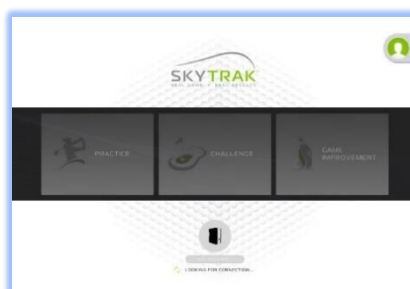 SKYTRAK
PRACTICE
CHALLENGE
GAME
IMPROVEMENT
LOOKING FOR CONNECTION...